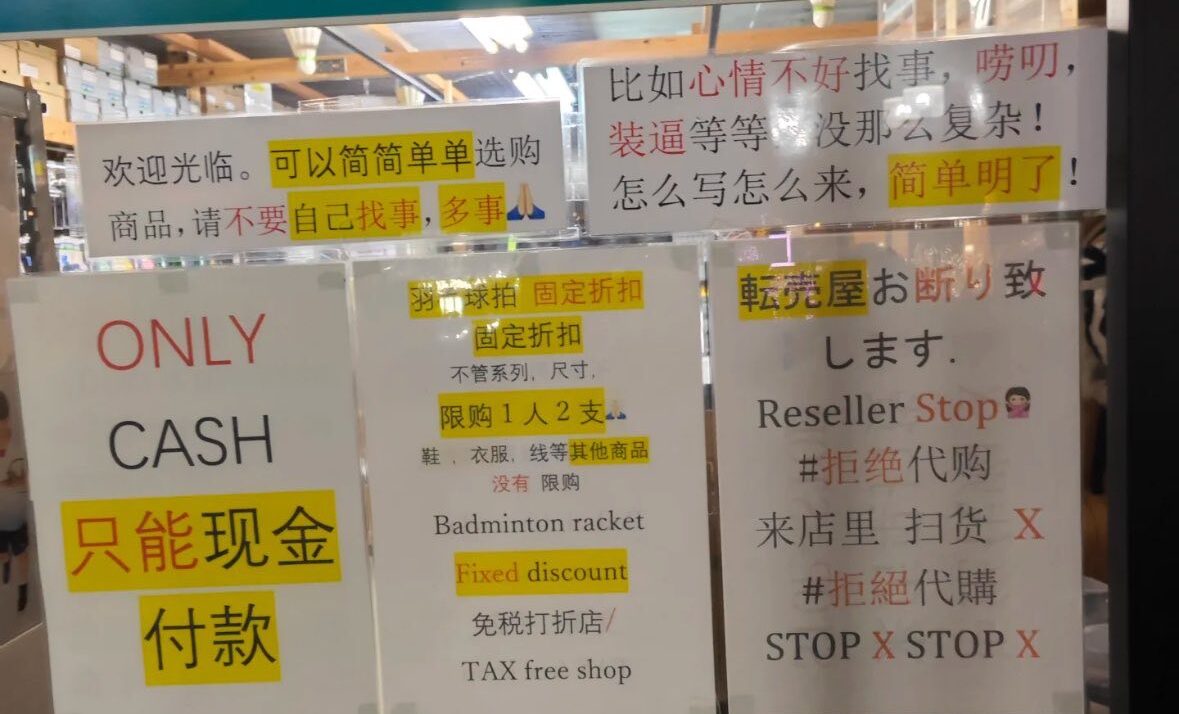 欢迎光临。可以简简单单选购
商品,请不要自己找事,多事🙏
比如心情不好找事，唠叨，
装逼等等 没那么复杂！
怎么写怎么来，简单明了！
ONLY
CASH
只能现金
付款
羽毛球拍 固定折扣
固定折扣
不管系列，尺寸，
限购1人2支🙏
鞋 、衣服，线等其他商品
没有 限购
Badminton racket
Fixed discount
免税打折店/
TAX free shop
転売屋お断り致
します.
Reseller Stop🙅
#拒绝代购
来店里 扫货 X
#拒絕代購
STOP X STOP X